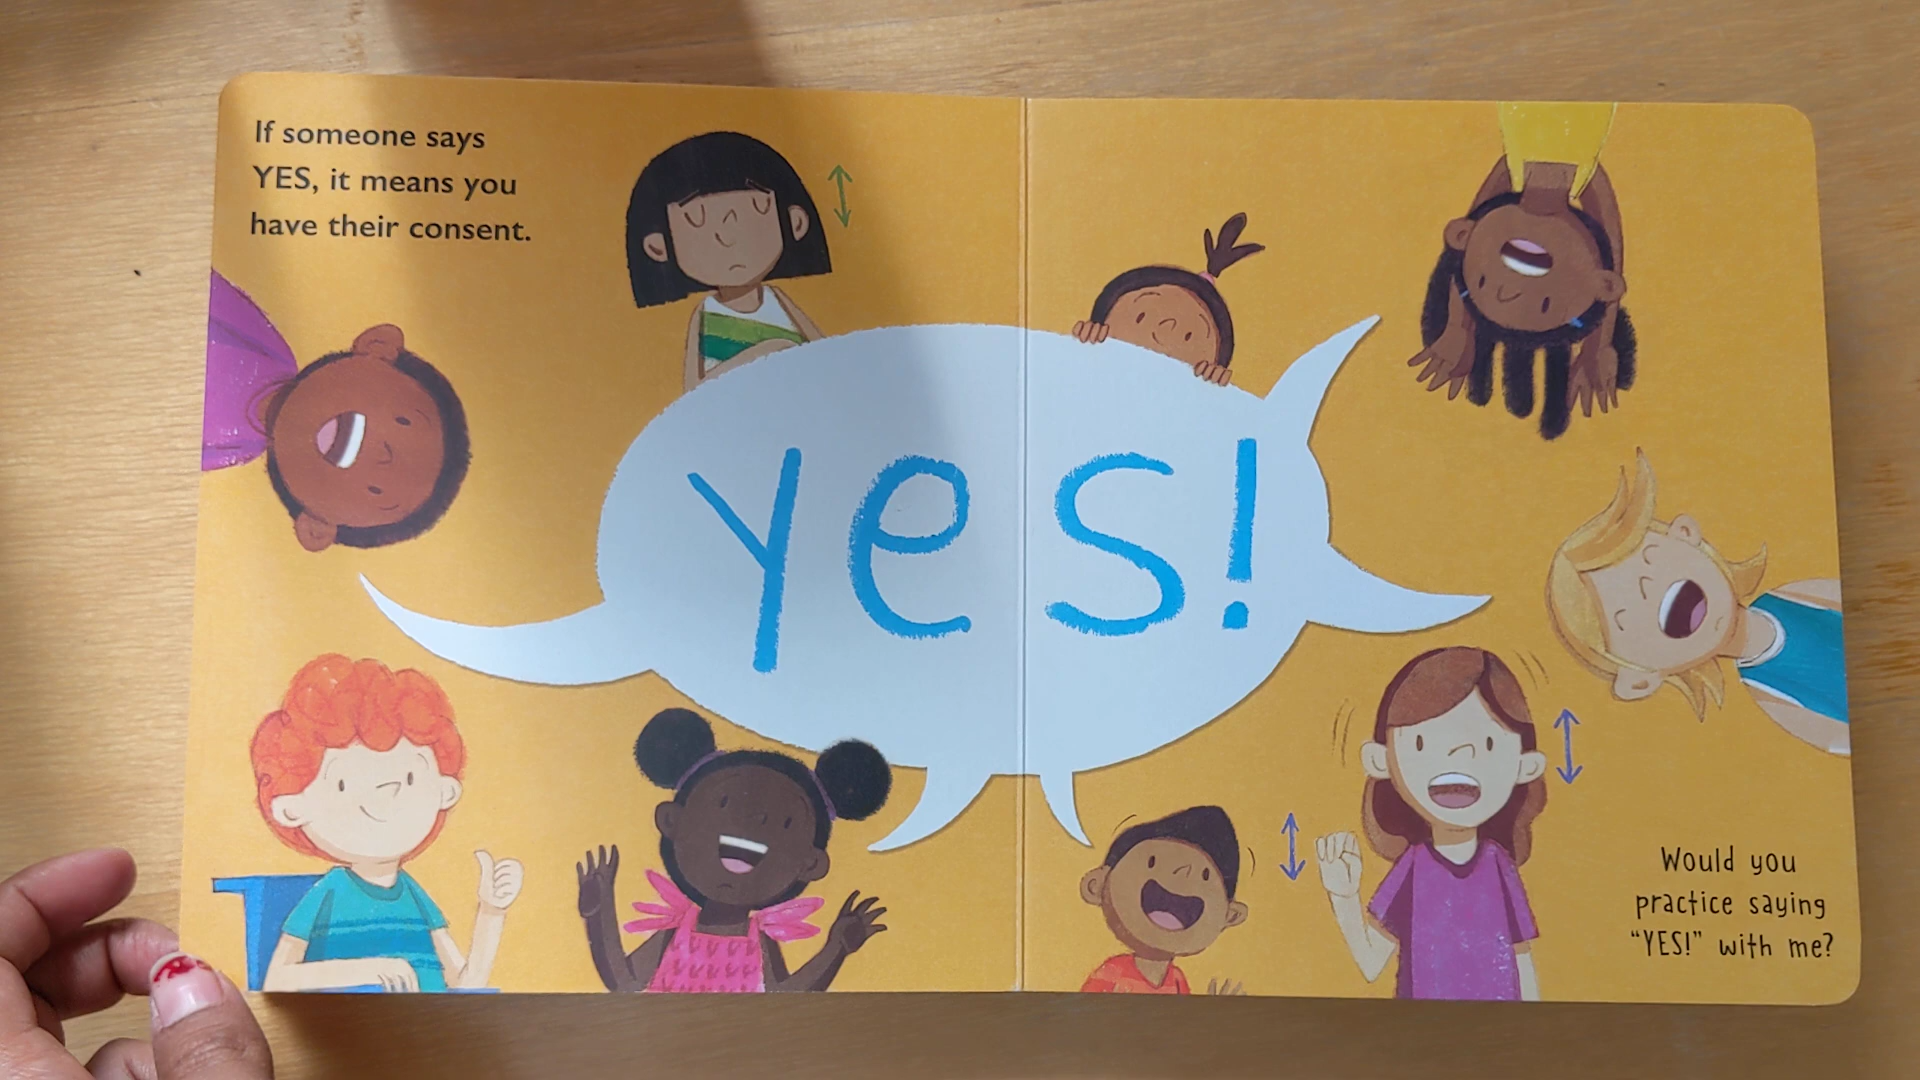 If someone says
YES, it means you
have their consent.
yes!
Would you
practice saying
“YES!” with me?